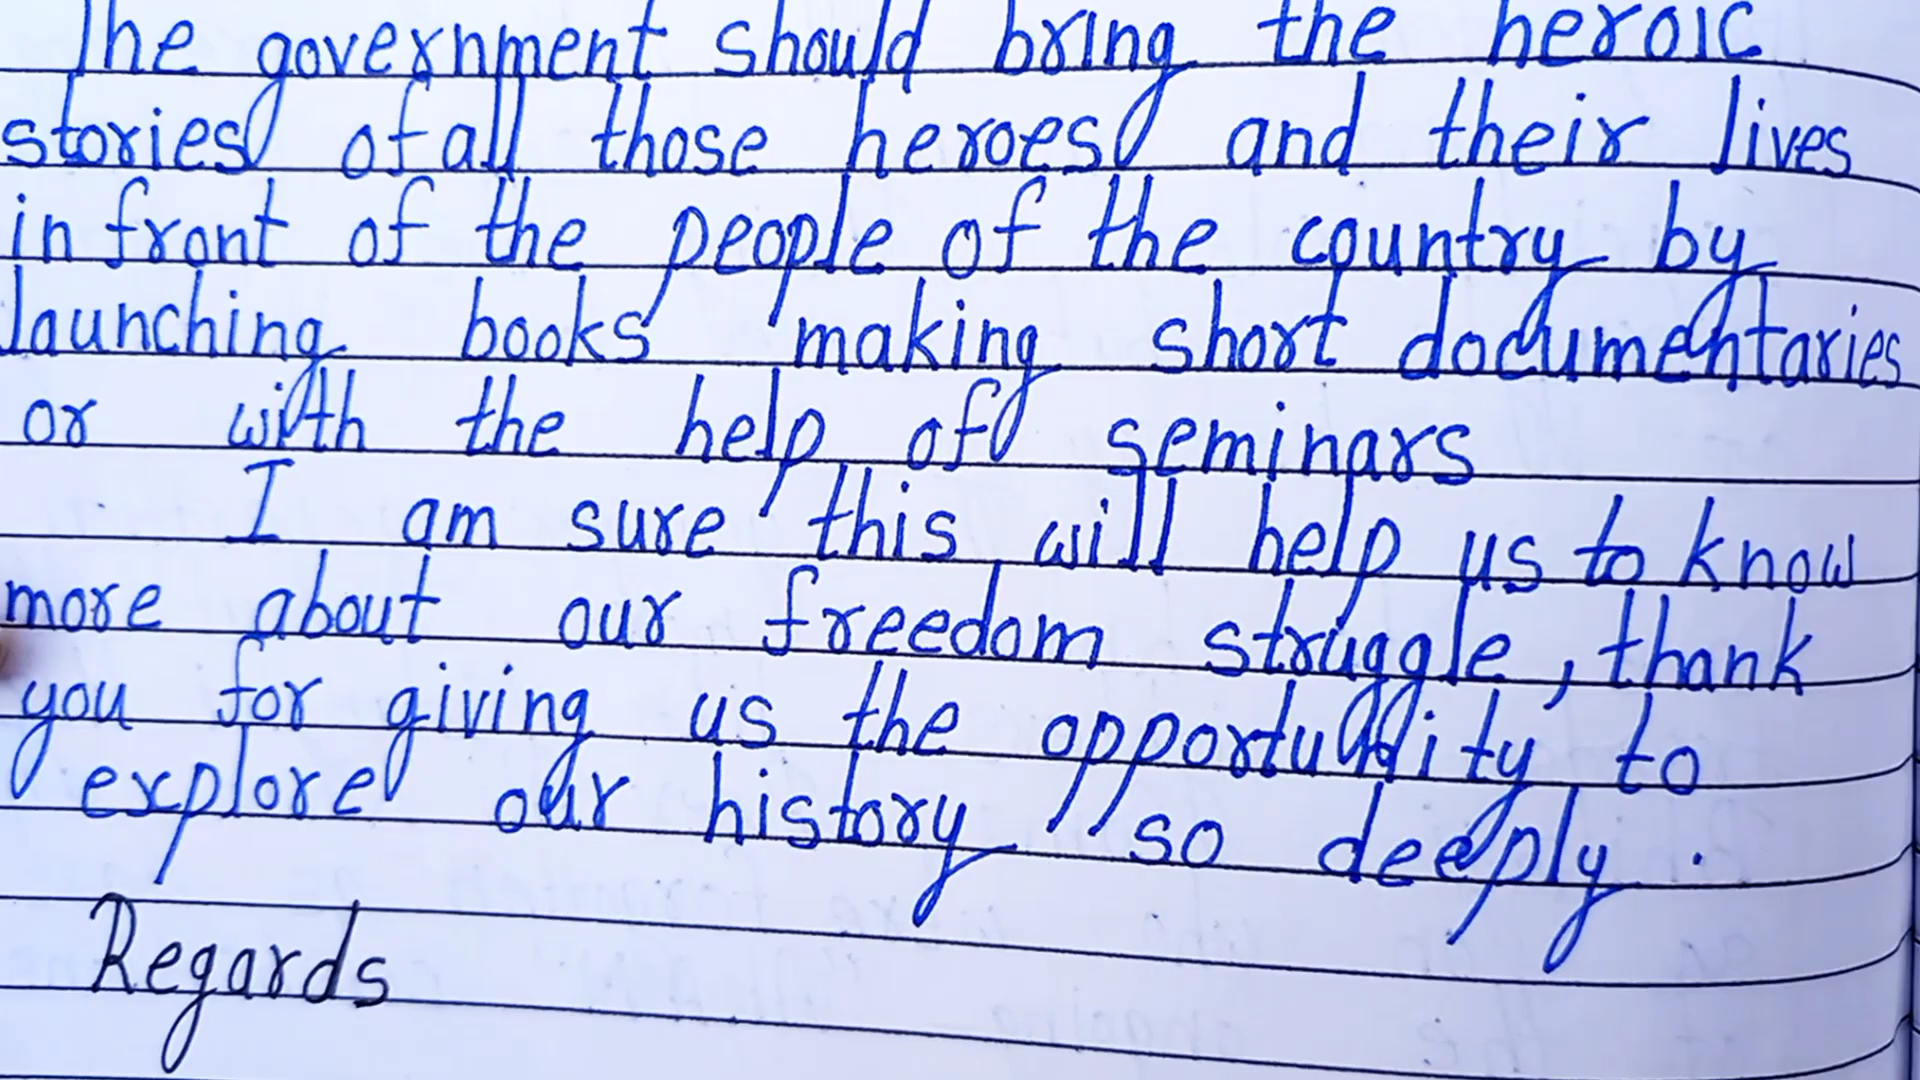 The government should bring the heroic
stories of all those heroes and their lives
in front of the people of the country by
launching books making short documentaries
or with the help of seminars
I am sure this will help us to know
more about our freedom struggle, thank
you for giving us the opportunity to
explore our history so deeply.
Regards